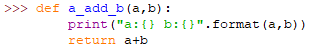 >>> def a_add_b(a,b):
        print("a:{} b:{}".format(a,b))
        return a+b